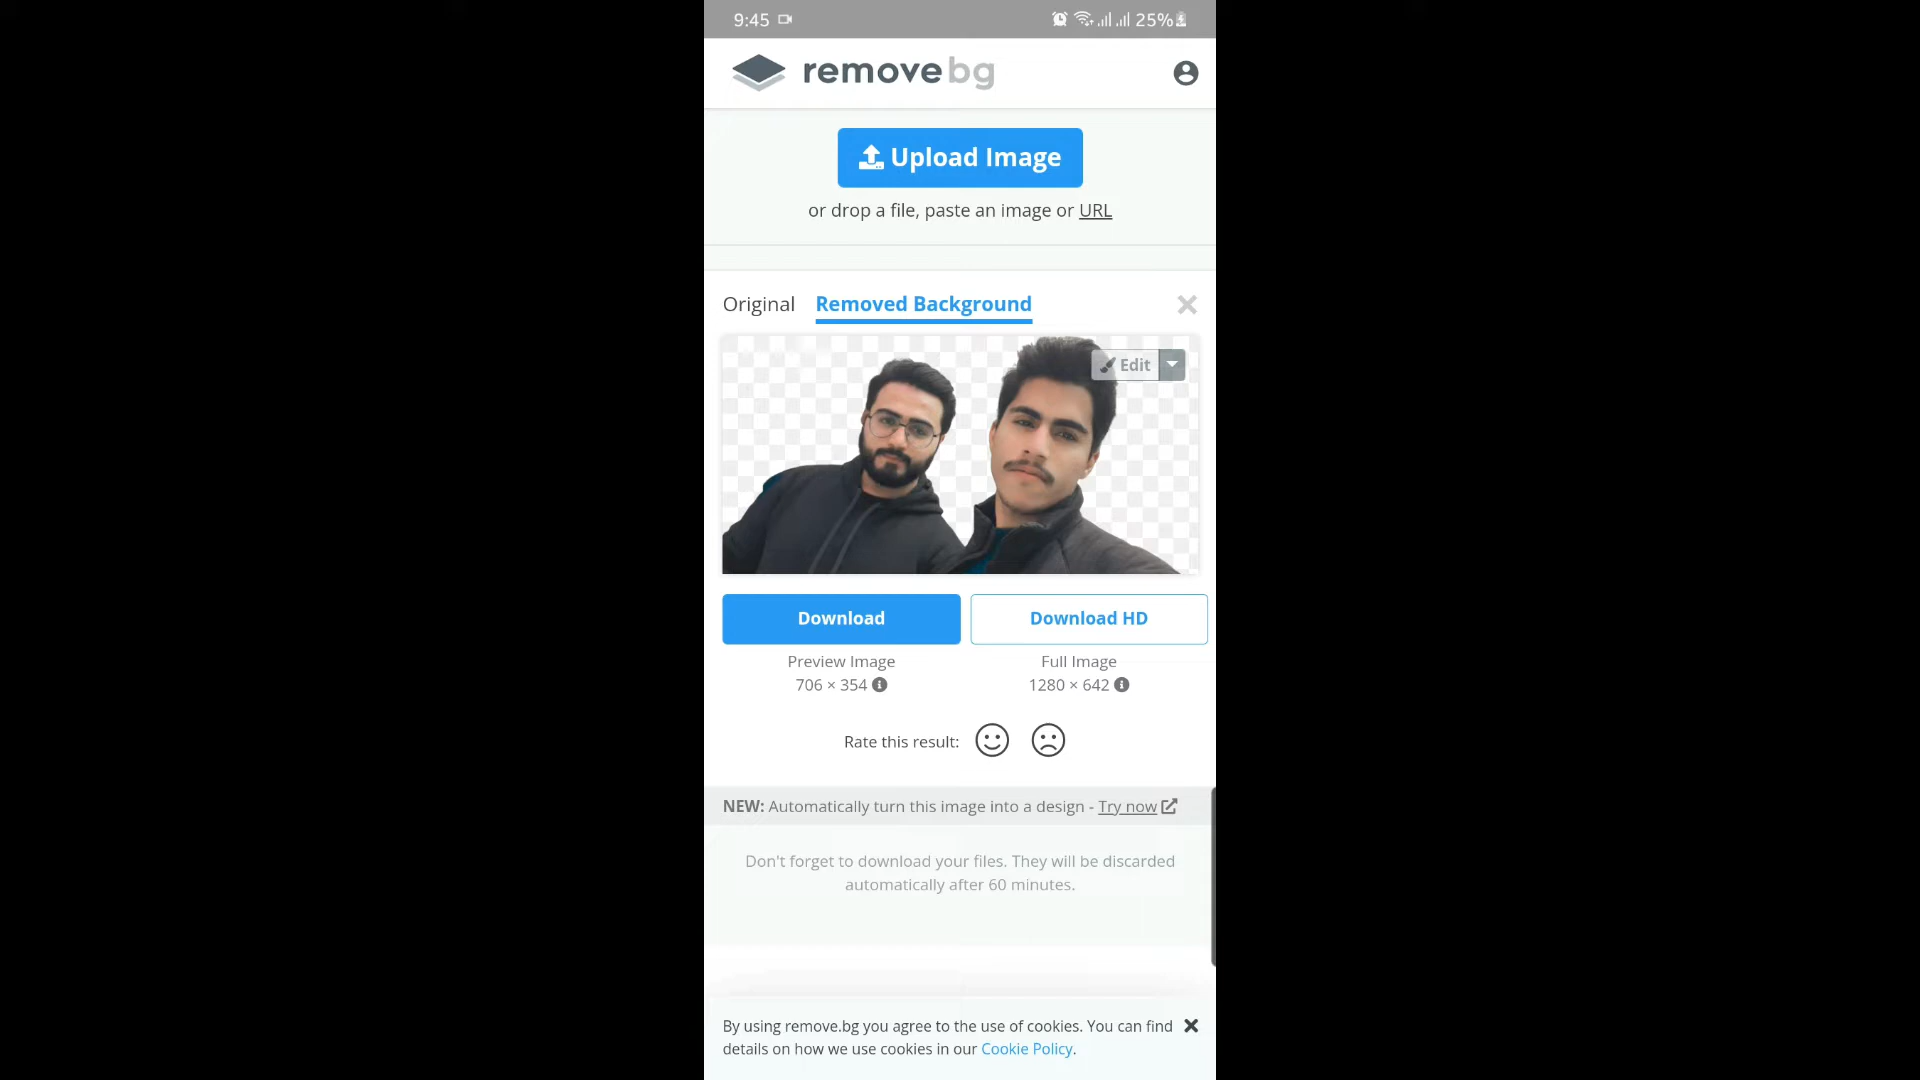 9:45 25%
remove bg
Upload Image
or drop a file, paste an image or URL
Original Removed Background
Edit
Download Download HD
Preview Image Full Image
706 × 354 1280 × 642
Rate this result:
NEW: Automatically turn this image into a design - Try now
Don't forget to download your files. They will be discarded
automatically after 60 minutes.
By using remove.bg you agree to the use of cookies. You can find
details on how we use cookies in our Cookie Policy.